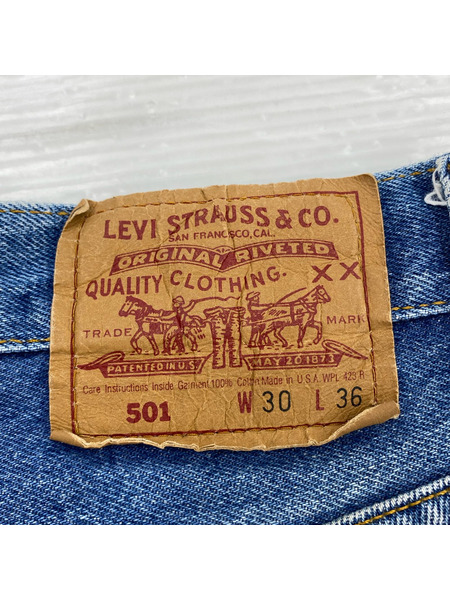 LEVI STRAUSS & CO.
SAN FRANCISCO, CAL.
ORIGINAL RIVETED
QUALITY CLOTHING. XX
TRADE MARK
PATENTED IN U.S. MAY 20 1873
Care Instructions Inside Garment 100% Cotton Made in U.S.A. WPL 423 R
501 W 30 L 36